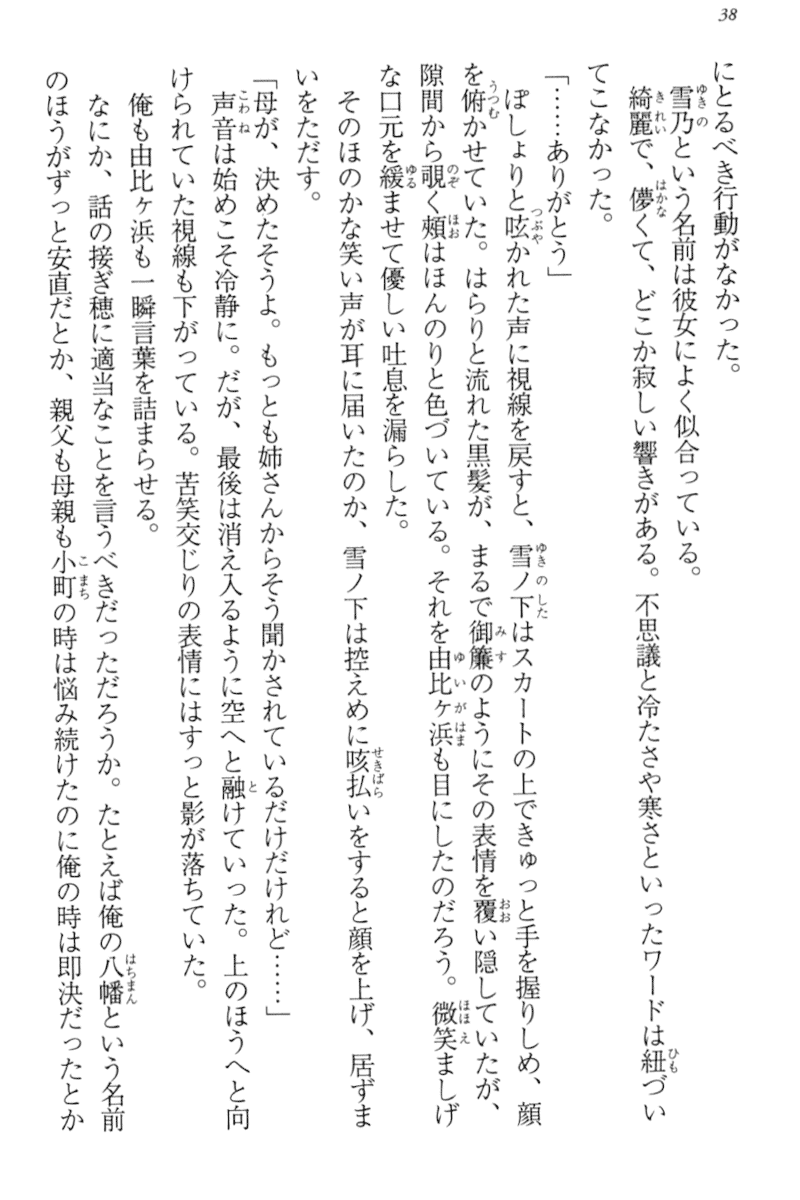 38
にとるべき行動がなかった。
雪乃という名前は彼女によく似合っている。
綺麗で、儚くて、どこか寂しい響きがある。不思議と冷たさや寒さといったワードは紐づい
てこなかった。
「……ありがとう」
ぽしょりと呟かれた声に視線を戻すと、雪ノ下はスカートの上できゅっと手を握りしめ、顔
を俯かせていた。はらりと流れた黒髪が、まるで御簾のようにその表情を覆い隠していたが、
隙間から覗く頰はほんのりと色づいている。それを由比ヶ浜も目にしたのだろう。微笑ましげ
な口元を緩ませて優しい吐息を漏らした。
そのほのかな笑い声が耳に届いたのか、雪ノ下は控えめに咳払いをすると顔を上げ、居ずま
いをただす。
「母が、決めたそうよ。もっとも姉さんからそう聞かされているだけだけれど……」
声音は始めこそ冷静に。だが、最後は消え入るように空へと融けていった。上のほうへと向
けられていた視線も下がっている。苦笑交じりの表情にはすっと影が落ちていた。
俺も由比ヶ浜も一瞬言葉を詰まらせる。
なにか、話の接ぎ穂に適当なことを言うべきだっただろうか。たとえば俺の八幡という名前
のほうがずっと安直だとか、親父も母親も小町の時は悩み続けたのに俺の時は即決だったとか